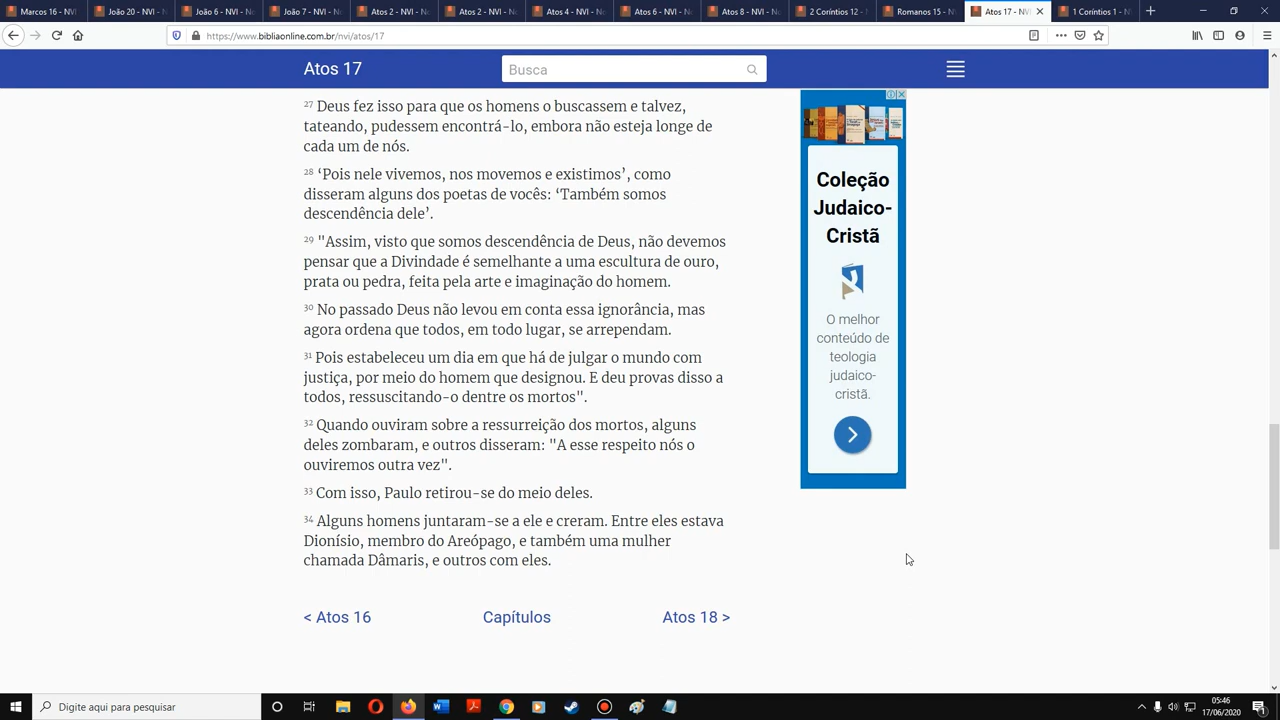 Marcos 16 - NVI
João 20 - NVI
João 6 - NVI
João 7 - NVI
Atos 2 - NVI
Atos 2 - NVI
Atos 4 - NVI
Atos 6 - NVI
Atos 8 - NVI
2 Coríntios 12 -
Romanos 15 - NV
Atos 17 - NVI
1 Coríntios 1 -
https://www.bibliaonline.com.br/nvi/atos/17
Atos 17
Busca
27 Deus fez isso para que os homens o buscassem e talvez,
tateando, pudessem encontrá-lo, embora não esteja longe de
cada um de nós.
28 ‘Pois nele vivemos, nos movemos e existimos’, como
disseram alguns dos poetas de vocês: ‘Também somos
descendência dele’.
29 "Assim, visto que somos descendência de Deus, não devemos
pensar que a Divindade é semelhante a uma escultura de ouro,
prata ou pedra, feita pela arte e imaginação do homem.
30 No passado Deus não levou em conta essa ignorância, mas
agora ordena que todos, em todo lugar, se arrependam.
31 Pois estabeleceu um dia em que há de julgar o mundo com
justiça, por meio do homem que designou. E deu provas disso a
todos, ressuscitando-o dentre os mortos".
32 Quando ouviram sobre a ressurreição dos mortos, alguns
deles zombaram, e outros disseram: "A esse respeito nós o
ouviremos outra vez".
33 Com isso, Paulo retirou-se do meio deles.
34 Alguns homens juntaram-se a ele e creram. Entre eles estava
Dionísio, membro do Areópago, e também uma mulher
chamada Dâmaris, e outros com eles.
< Atos 16
Capítulos
Atos 18 >
Coleção
Judaico-
Cristã
O melhor
conteúdo de
teologia
judaico-
cristã.
Digite aqui para pesquisar
05:46
17/06/2020